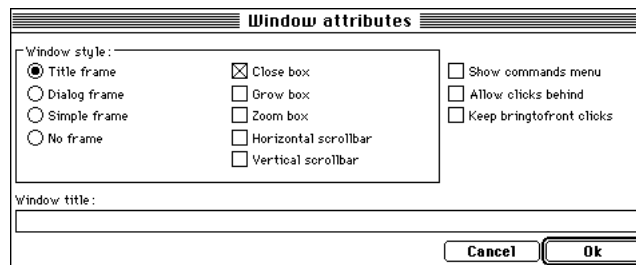 Window attributes
Window style:
Title frame
Close box
Show commands menu
Dialog frame
Grow box
Allow clicks behind
Simple frame
Zoom box
Keep bringtofront clicks
No frame
Horizontal scrollbar
Vertical scrollbar
Window title:
Cancel
Ok